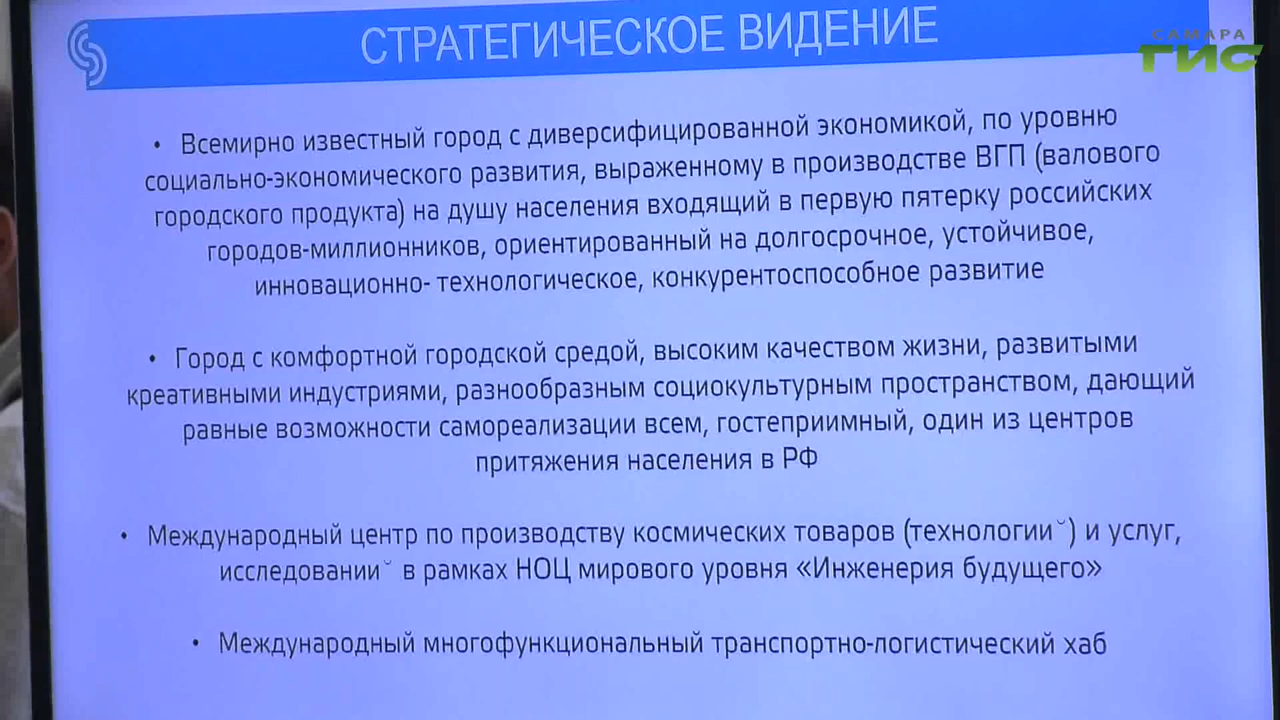 СТРАТЕГИЧЕСКОЕ ВИДЕНИЕ
САМАРА
ГИС
• Всемирно известный город с диверсифицированной экономикой, по уровню
социально-экономического развития, выраженному в производстве ВГП (валового
городского продукта) на душу населения входящий в первую пятерку российских
городов-миллионников, ориентированный на долгосрочное, устойчивое,
инновационно- технологическое, конкурентоспособное развитие
• Город с комфортной городской средой, высоким качеством жизни, развитыми
креативными индустриями, разнообразным социокультурным пространством, дающий
равные возможности самореализации всем, гостеприимный, один из центров
притяжения населения в РФ
• Международный центр по производству космических товаров (технологии˘) и услуг,
исследовании˘ в рамках НОЦ мирового уровня «Инженерия будущего»
• Международный многофункциональный транспортно-логистический хаб